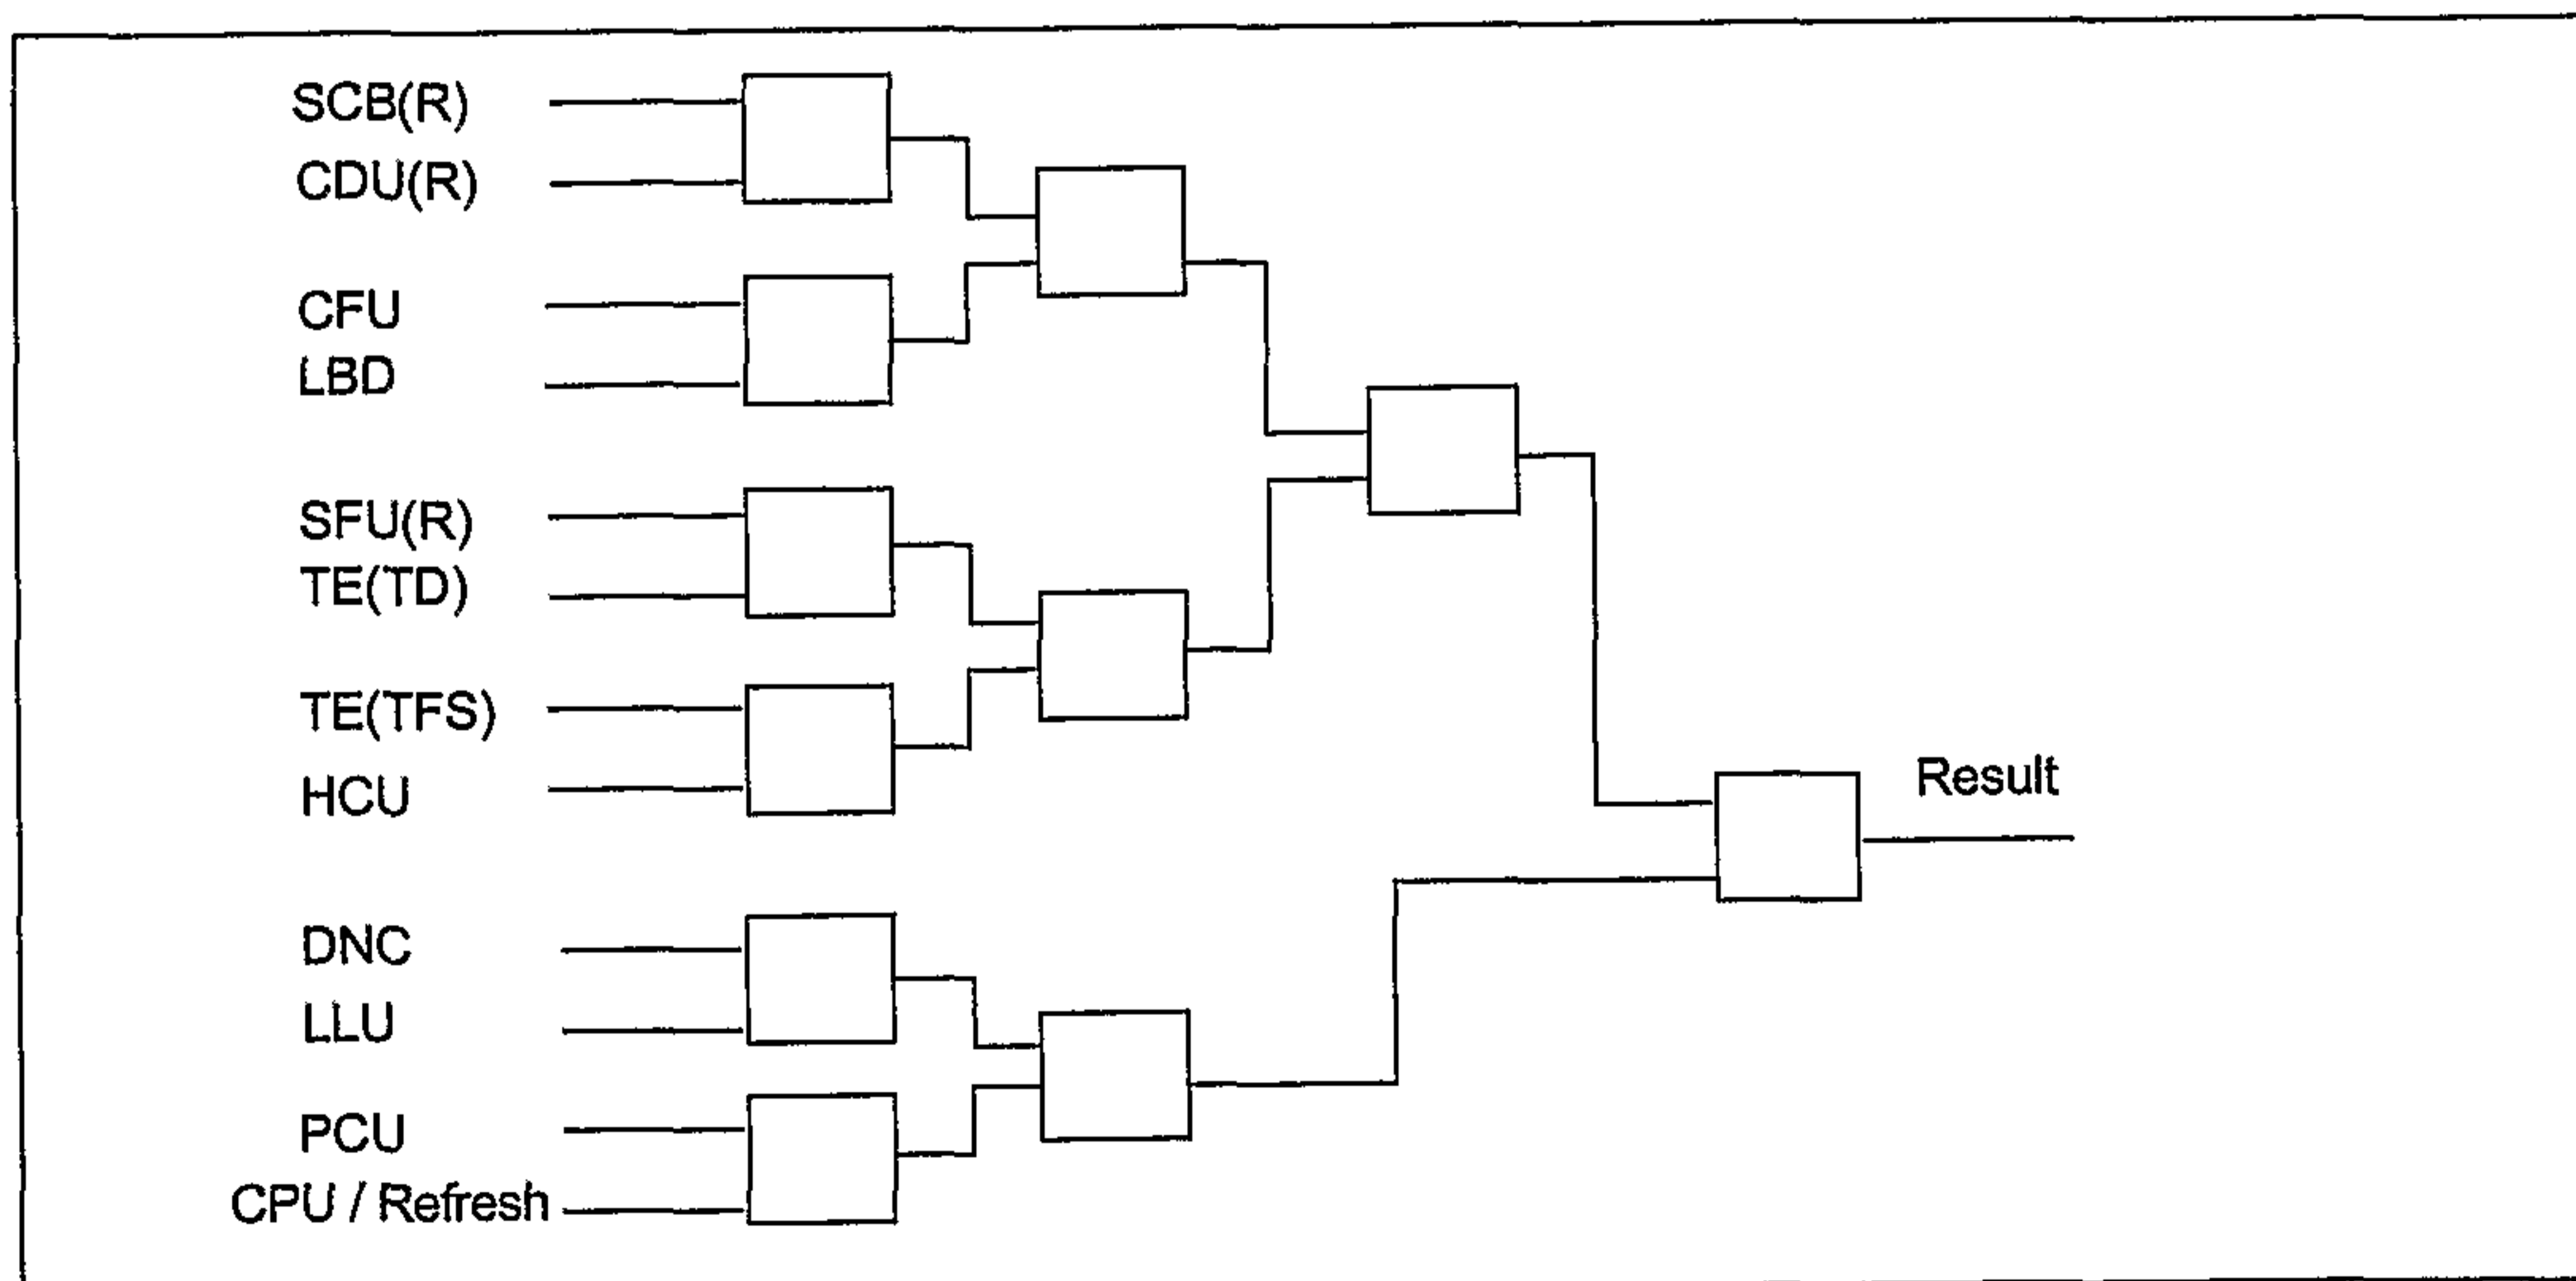 SCB(R)
CDU(R)
CFU
LBD
SFU(R)
TE(TD)
TE(TFS)
HCU
Result
DNC
LLU
PCU
CPU / Refresh